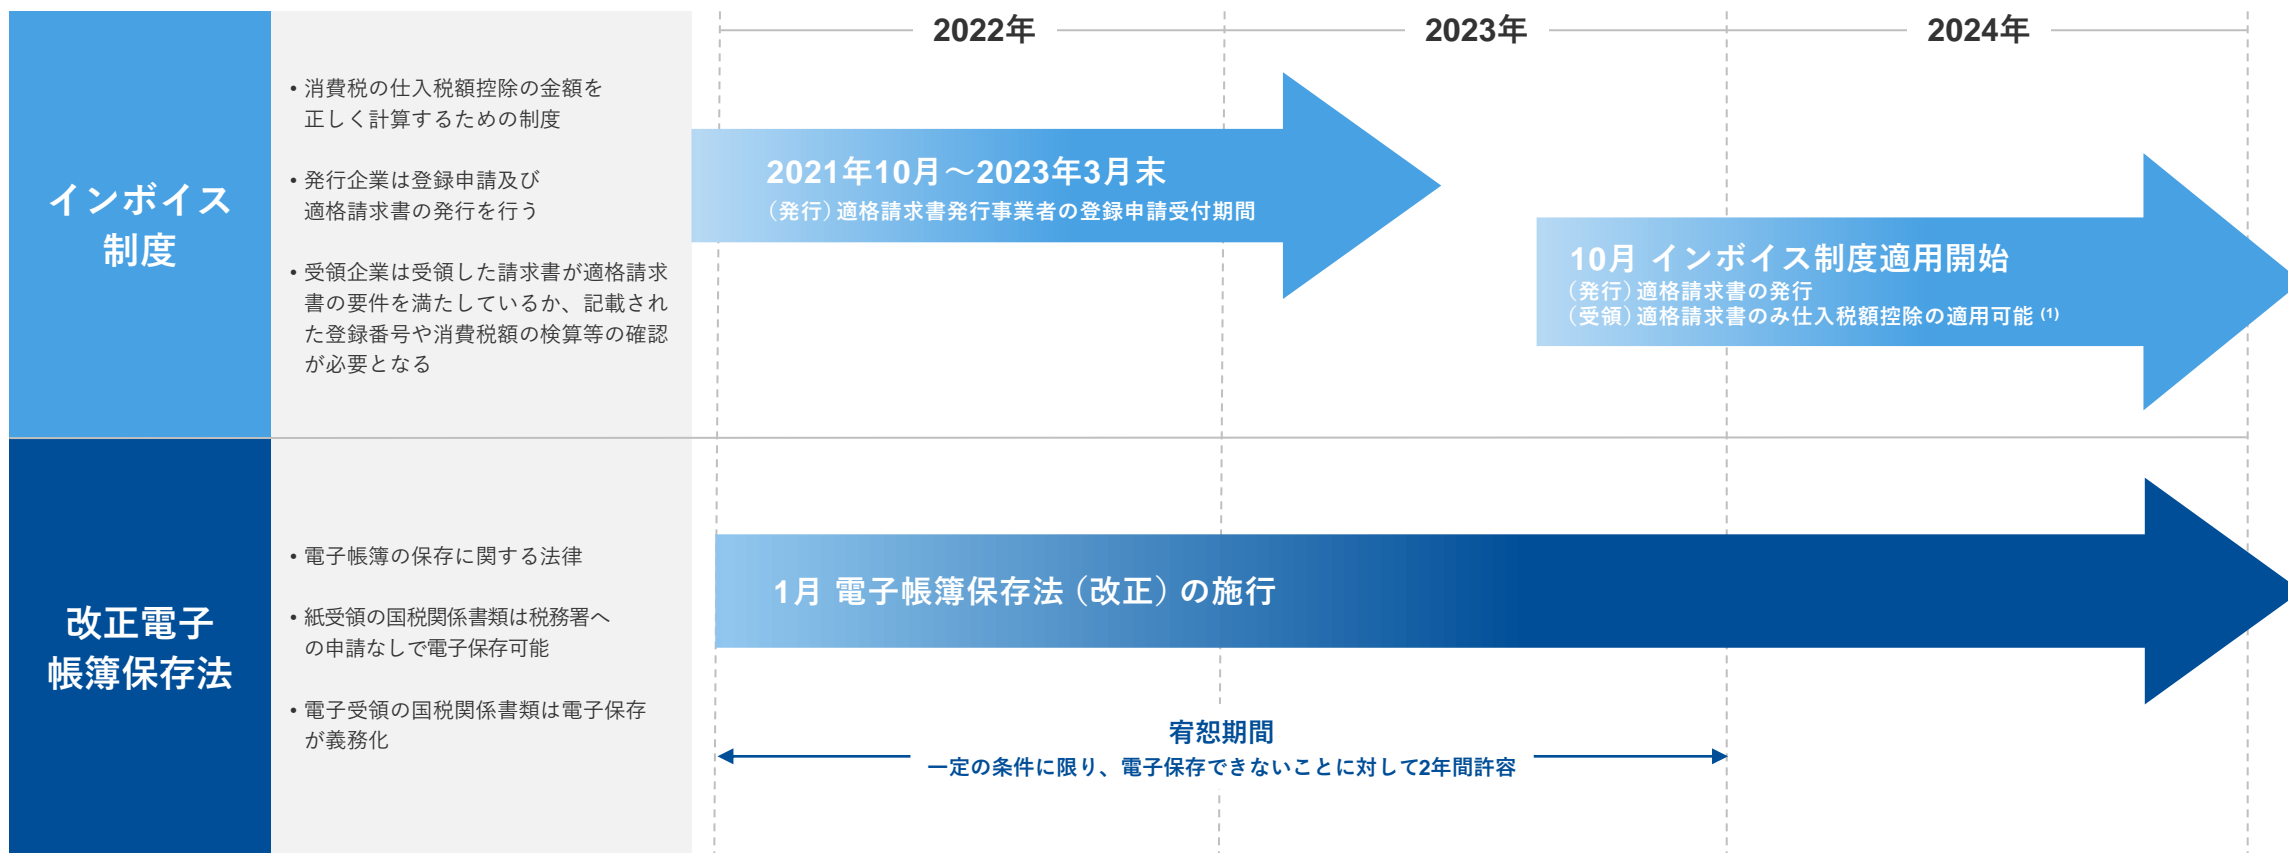 2022年
2023年
2024年
インボイス
制度
• 消費税の仕入税額控除の金額を
正しく計算するための制度
• 発行企業は登録申請及び
適格請求書の発行を行う
• 受領企業は受領した請求書が適格請求
書の要件を満たしているか、記載され
た登録番号や消費税額の検算等の確認
が必要となる
2021年10月～2023年3月末
（発行）適格請求書発行事業者の登録申請受付期間
10月 インボイス制度適用開始
（発行）適格請求書の発行
（受領）適格請求書のみ仕入税額控除の適用可能 (1)
改正電子
帳簿保存法
• 電子帳簿の保存に関する法律
• 紙受領の国税関係書類は税務署へ
の申請なしで電子保存可能
• 電子受領の国税関係書類は電子保存
が義務化
1月 電子帳簿保存法（改正）の施行
宥恕期間
一定の条件に限り、電子保存できないことに対して2年間許容